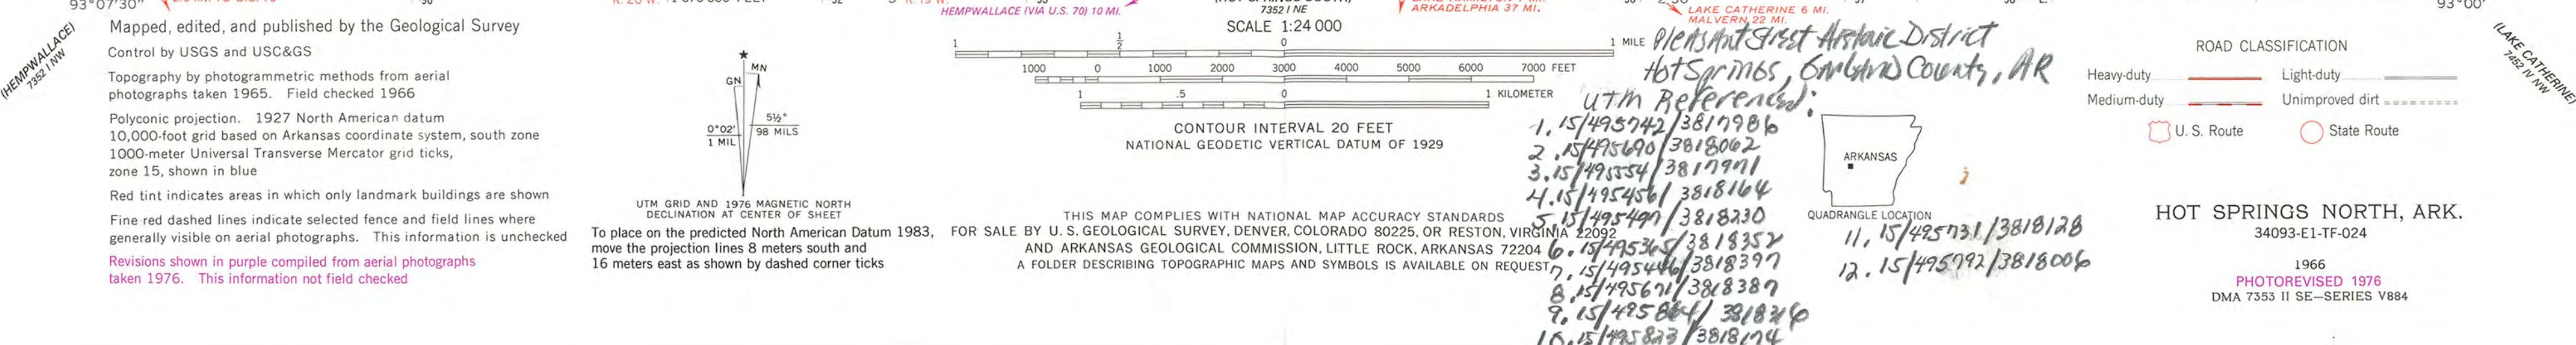 93°07'30"
HEMPWALLACE (VIA U.S. 70) 10 MI.
7352 I NE
ARKADELPHIA 37 MI.
LAKE CATHERINE 6 MI.
MALVERN 22 MI.
93°00'
(HEMPWALLACE)
7352 I NW
(LAKE CATHERINE)
7452 IV NW
Mapped, edited, and published by the Geological Survey
Control by USGS and USC&GS
Topography by photogrammetric methods from aerial
photographs taken 1965. Field checked 1966
Polyconic projection. 1927 North American datum
10,000-foot grid based on Arkansas coordinate system, south zone
1000-meter Universal Transverse Mercator grid ticks,
zone 15, shown in blue
Red tint indicates areas in which only landmark buildings are shown
Fine red dashed lines indicate selected fence and field lines where
generally visible on aerial photographs. This information is unchecked
Revisions shown in purple compiled from aerial photographs
taken 1976. This information not field checked
MN
GN
0°02'
1 MIL
5½°
98 MILS
UTM GRID AND 1976 MAGNETIC NORTH
DECLINATION AT CENTER OF SHEET
To place on the predicted North American Datum 1983,
move the projection lines 8 meters south and
16 meters east as shown by dashed corner ticks
SCALE 1:24 000
1 ½ 0 1 MILE
1000 0 1000 2000 3000 4000 5000 6000 7000 FEET
1 .5 0 1 KILOMETER
CONTOUR INTERVAL 20 FEET
NATIONAL GEODETIC VERTICAL DATUM OF 1929
THIS MAP COMPLIES WITH NATIONAL MAP ACCURACY STANDARDS
FOR SALE BY U. S. GEOLOGICAL SURVEY, DENVER, COLORADO 80225, OR RESTON, VIRGINIA 22092
AND ARKANSAS GEOLOGICAL COMMISSION, LITTLE ROCK, ARKANSAS 72204
A FOLDER DESCRIBING TOPOGRAPHIC MAPS AND SYMBOLS IS AVAILABLE ON REQUEST
Pleasant Street Historic District
Hot Springs, Garland County, AR
UTM References:
1. 15/495742/3817986
2. 15/495690/3818062
3. 15/495554/3817971
4. 15/495456/3818164
5. 15/495497/3818230
6. 15/495365/3818352
7. 15/495446/3818397
8. 15/495671/3818387
9. 15/495864/3818316
10. 15/495823/3818174
11. 15/495731/3818128
12. 15/495792/3818006
ARKANSAS
QUADRANGLE LOCATION
ROAD CLASSIFICATION
Heavy-duty Light-duty
Medium-duty Unimproved dirt
U. S. Route State Route
HOT SPRINGS NORTH, ARK.
34093-E1-TF-024
1966
PHOTOREVISED 1976
DMA 7353 II SE—SERIES V884